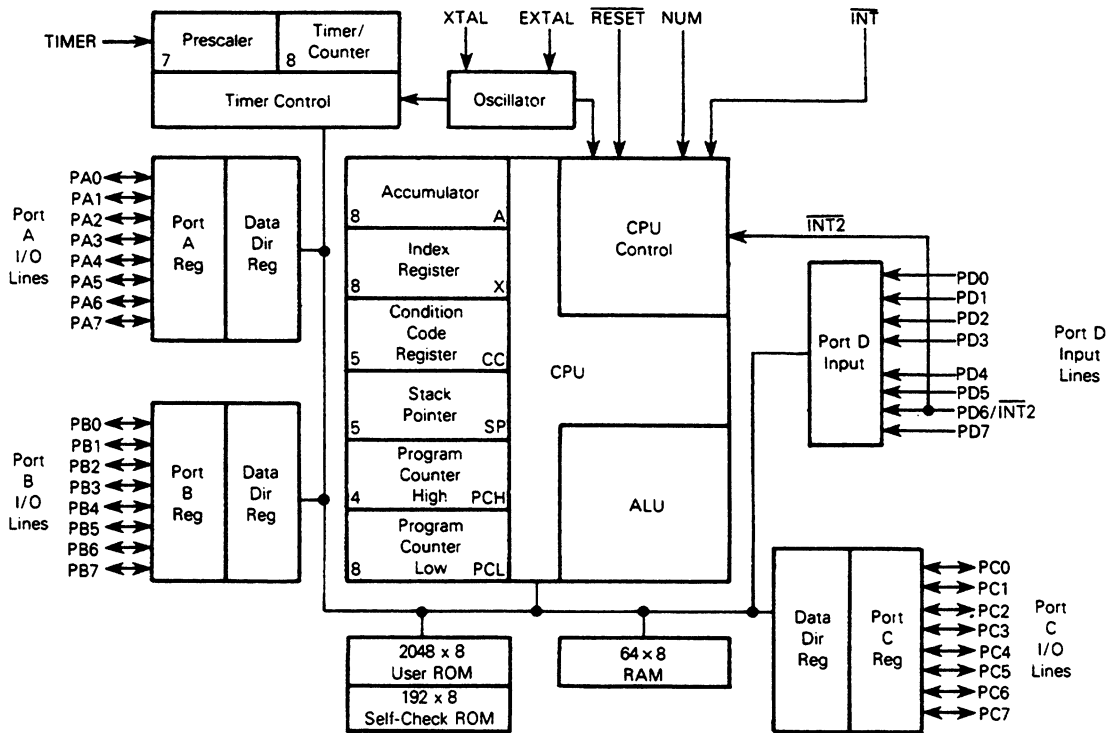 XTAL EXTAL R̅E̅S̅E̅T̅ NUM I̅N̅T̅
TIMER
Prescaler
7
Timer/
Counter
8
Timer Control
Oscillator
Port
A
I/O
Lines
PA0
PA1
PA2
PA3
PA4
PA5
PA6
PA7
Port
A
Reg
Data
Dir
Reg
Accumulator
8 A
Index
Register
8 X
Condition
Code
Register
5 CC
Stack
Pointer
5 SP
Program
Counter
High
4 PCH
Program
Counter
Low
8 PCL
CPU
CPU
Control
ALU
I̅N̅T̅2̅
Port D
Input
PD0
PD1
PD2
PD3
PD4
PD5
PD6/I̅N̅T̅2̅
PD7
Port D
Input
Lines
Port
B
I/O
Lines
PB0
PB1
PB2
PB3
PB4
PB5
PB6
PB7
Port
B
Reg
Data
Dir
Reg
2048 x 8
User ROM
192 x 8
Self-Check ROM
64 x 8
RAM
Data
Dir
Reg
Port
C
Reg
PC0
PC1
PC2
PC3
PC4
PC5
PC6
PC7
Port
C
I/O
Lines